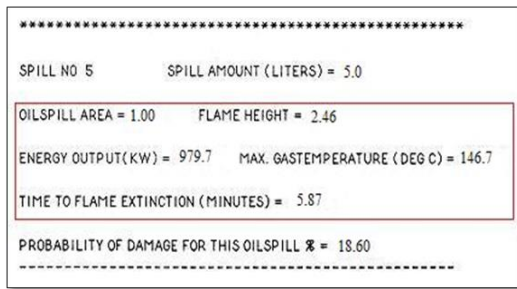 **************************************************
SPILL NO 5 SPILL AMOUNT (LITERS) = 5.0
OILSPILL AREA = 1.00 FLAME HEIGHT = 2.46
ENERGY OUTPUT(KW) = 979.7 MAX. GASTEMPERATURE (DEG C) = 146.7
TIME TO FLAME EXTINCTION (MINUTES) = 5.87
PROBABILITY OF DAMAGE FOR THIS OILSPILL % = 18.60
--------------------------------------------------